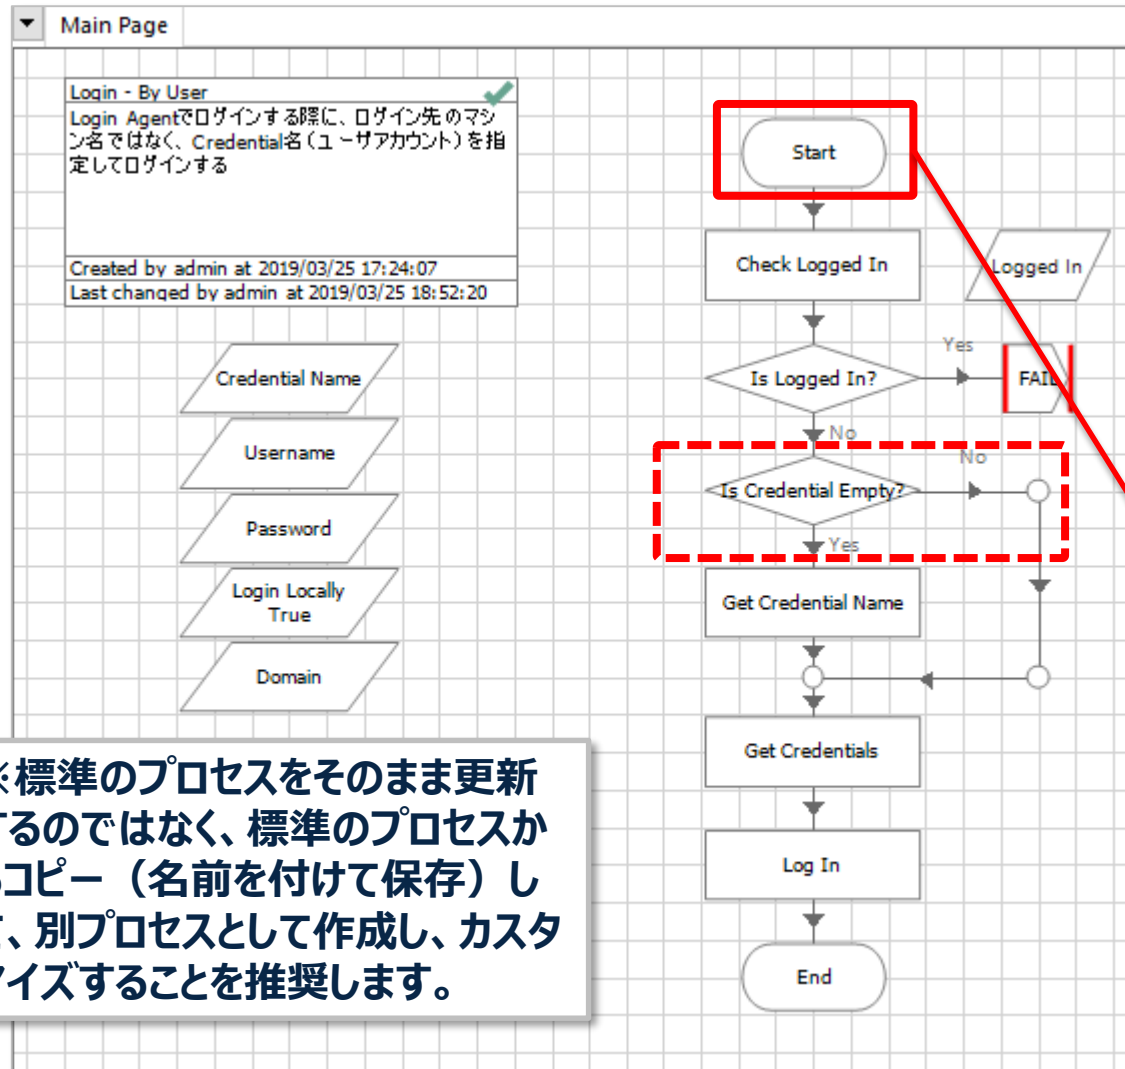 Main Page
Login - By User
Login Agentでログインする際に、ログイン先のマシ
ン名ではなく、Credential名（ユーザアカウント）を指
定してログインする
Created by admin at 2019/03/25 17:24:07
Last changed by admin at 2019/03/25 18:52:20
Credential Name
Username
Password
Login Locally
True
Domain
Start
Check Logged In
Logged In
Is Logged In?
Yes
FAIL
No
Is Credential Empty?
No
Yes
Get Credential Name
Get Credentials
Log In
End
※標準のプロセスをそのまま更新
するのではなく、標準のプロセスか
らコピー（名前を付けて保存）し
て、別プロセスとして作成し、カスタ
マイズすることを推奨します。